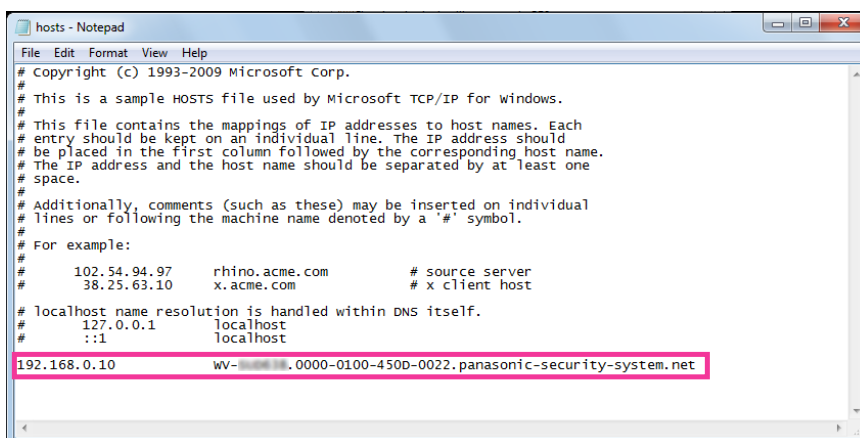 hosts - Notepad
File Edit Format View Help
# Copyright (c) 1993-2009 Microsoft Corp.
#
# This is a sample HOSTS file used by Microsoft TCP/IP for Windows.
#
# This file contains the mappings of IP addresses to host names. Each
# entry should be kept on an individual line. The IP address should
# be placed in the first column followed by the corresponding host name.
# The IP address and the host name should be separated by at least one
# space.
#
# Additionally, comments (such as these) may be inserted on individual
# lines or following the machine name denoted by a '#' symbol.
#
# For example:
#
# 102.54.94.97 rhino.acme.com # source server
# 38.25.63.10 x.acme.com # x client host
# localhost name resolution is handled within DNS itself.
# 127.0.0.1 localhost
# ::1 localhost
192.168.0.10 WV- .0000-0100-450D-0022.panasonic-security-system.net